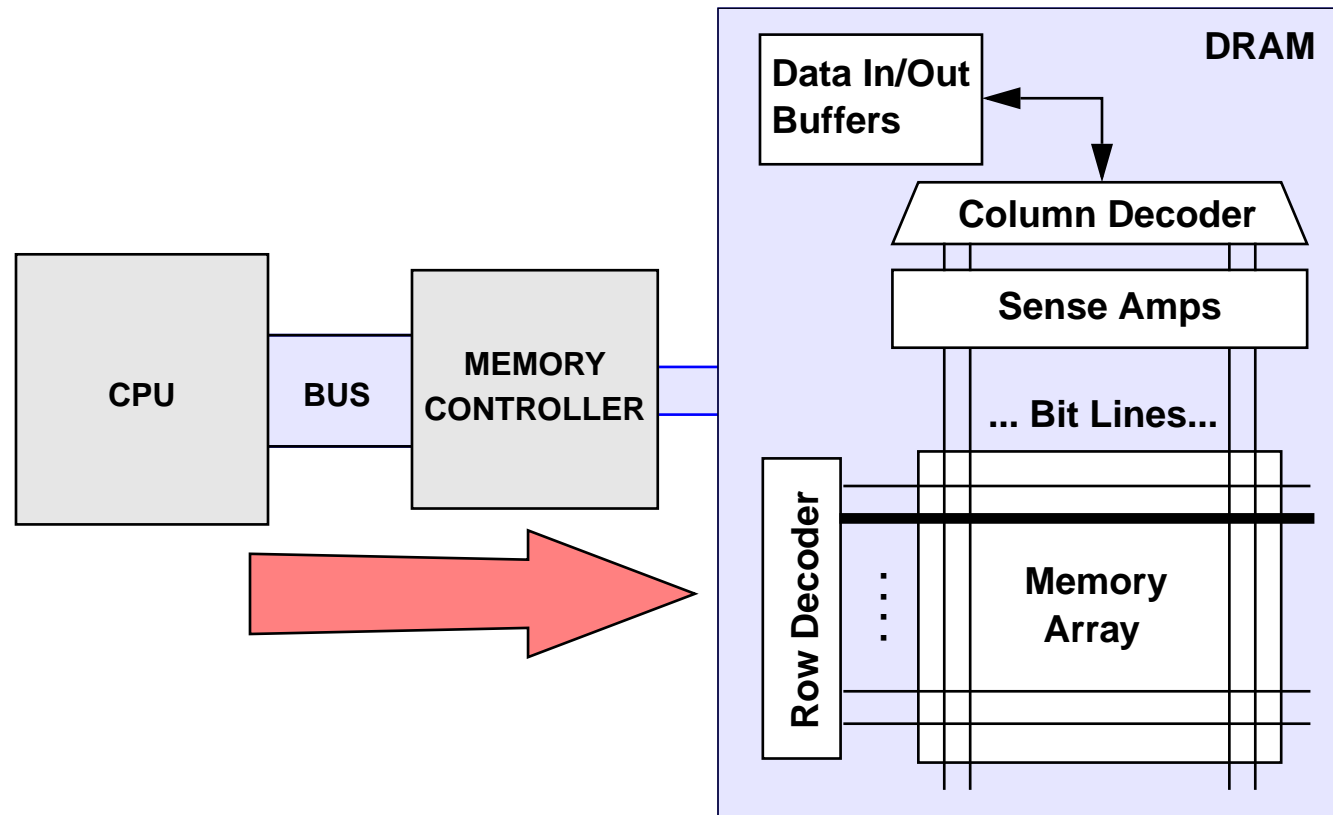 DRAM
Data In/Out
Buffers
Column Decoder
Sense Amps
... Bit Lines...
CPU
BUS
MEMORY
CONTROLLER
Row Decoder
. . . .
Memory
Array